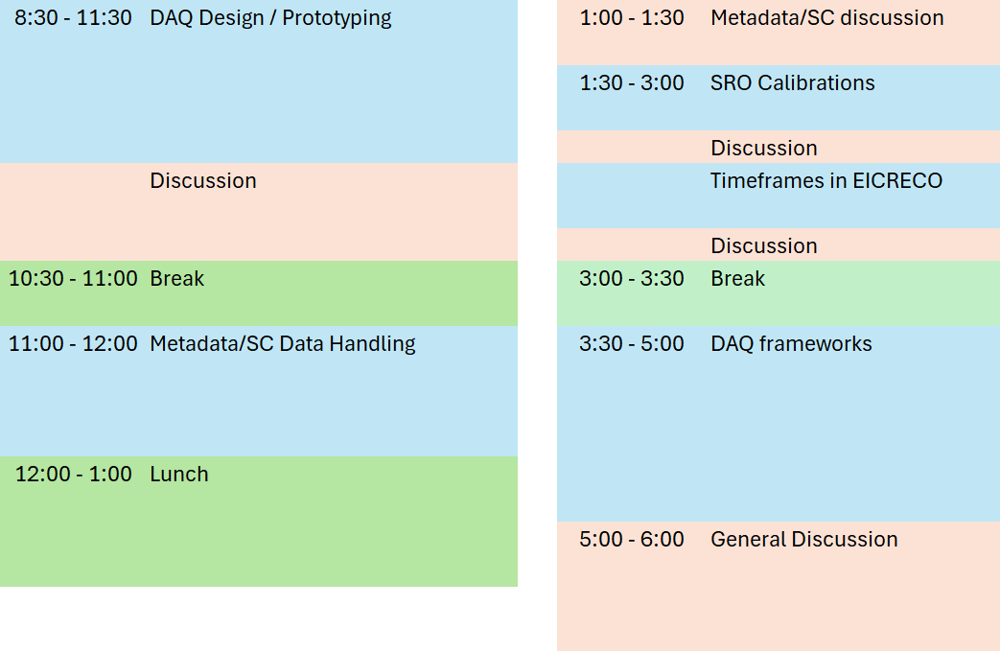 8:30 - 11:30 DAQ Design / Prototyping
Discussion
10:30 - 11:00 Break
11:00 - 12:00 Metadata/SC Data Handling
12:00 - 1:00 Lunch
1:00 - 1:30 Metadata/SC discussion
1:30 - 3:00 SRO Calibrations
Discussion
Timeframes in EICRECO
Discussion
3:00 - 3:30 Break
3:30 - 5:00 DAQ frameworks
5:00 - 6:00 General Discussion